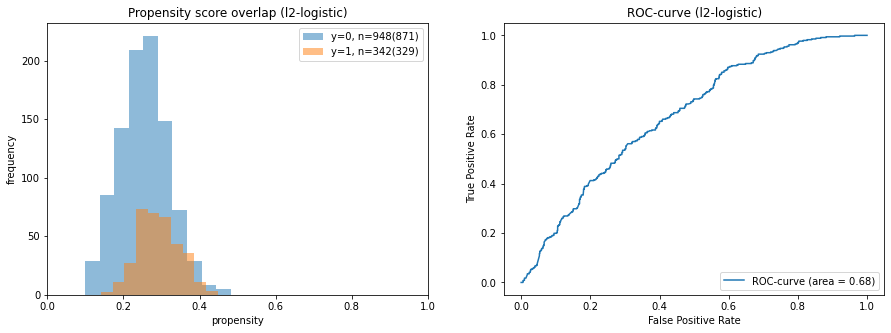 Propensity score overlap (l2-logistic)
y=0, n=948(871)
y=1, n=342(329)
frequency
200
150
100
50
0
0.0 0.2 0.4 0.6 0.8 1.0
propensity
ROC-curve (l2-logistic)
True Positive Rate
1.0
0.8
0.6
0.4
0.2
0.0
ROC-curve (area = 0.68)
0.0 0.2 0.4 0.6 0.8 1.0
False Positive Rate